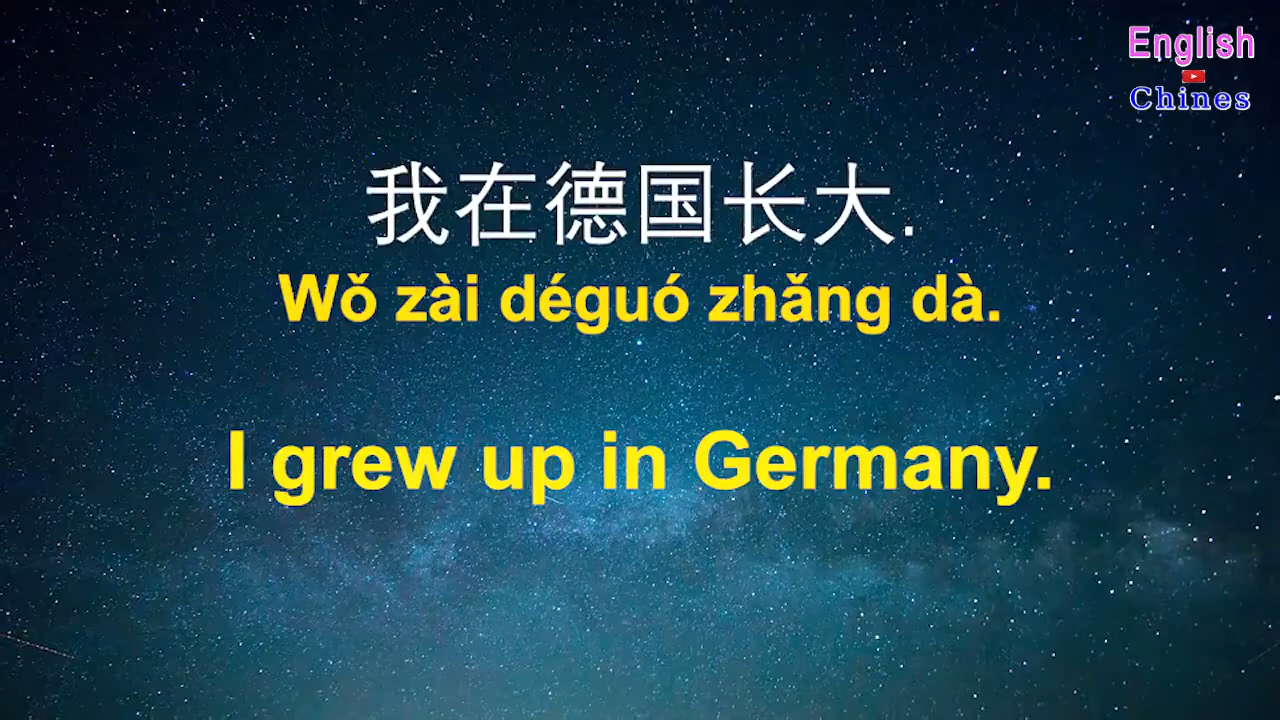 English
Chines
我在德国长大.
Wǒ zài déguó zhǎng dà.
I grew up in Germany.